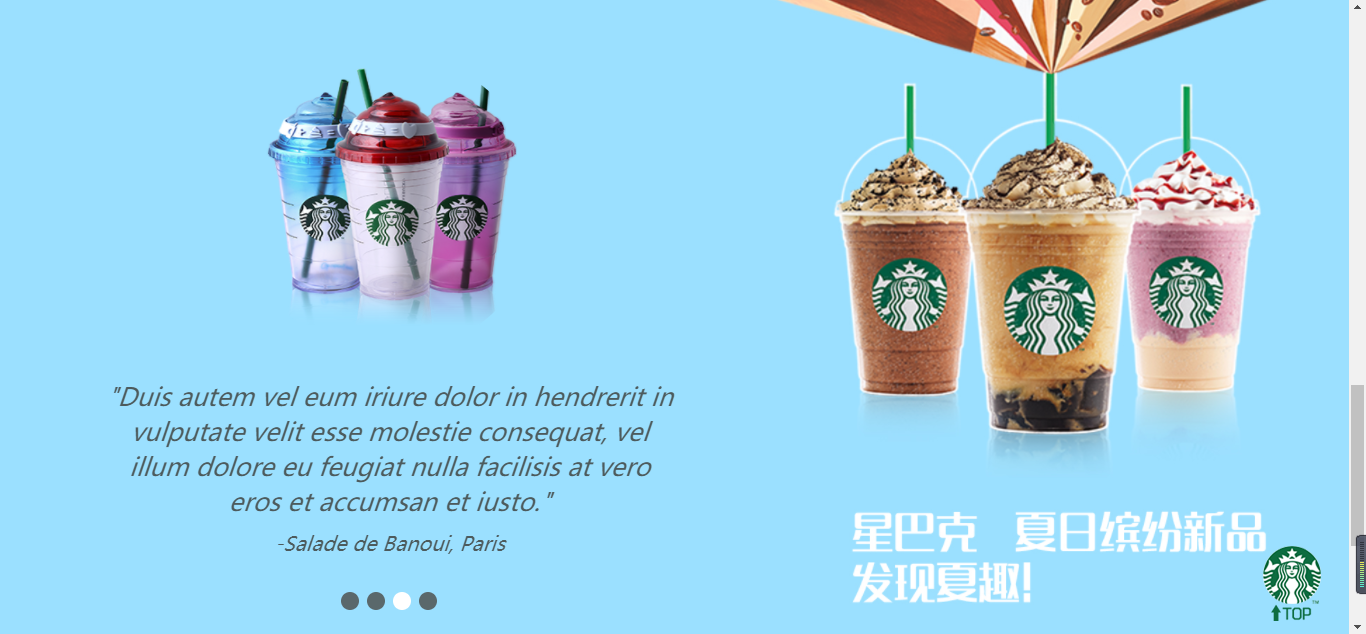 "Duis autem vel eum iriure dolor in hendrerit in
vulputate velit esse molestie consequat, vel
illum dolore eu feugiat nulla facilisis at vero
eros et accumsan et iusto."
-Salade de Banoui, Paris
星巴克 夏日缤纷新品
发现夏趣!
TOP